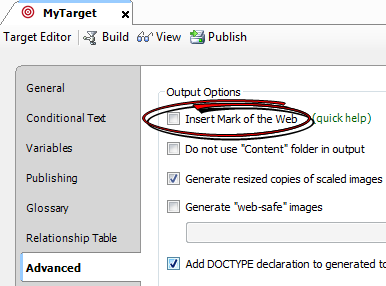 MyTarget
Target Editor Build View Publish
General
Conditional Text
Variables
Publishing
Glossary
Relationship Table
Advanced
Output Options
Insert Mark of the Web (quick help)
Do not use "Content" folder in output
Generate resized copies of scaled images
Generate "web-safe" images
Add DOCTYPE declaration to generated to